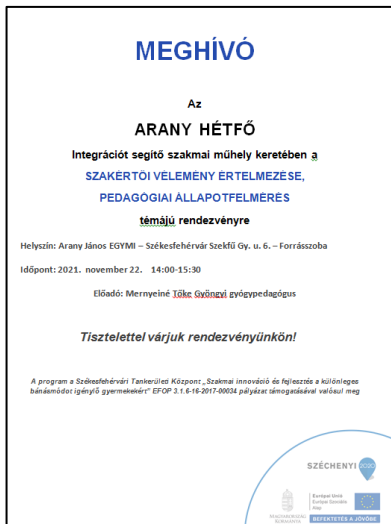 MEGHÍVÓ
Az
ARANY HÉTFŐ
Integrációt segítő szakmai műhely keretében a
SZAKÉRTŐI VÉLEMÉNY ÉRTELMEZÉSE,
PEDAGÓGIAI ÁLLAPOTFELMÉRÉS
témájú rendezvényre
Helyszín: Arany János EGYMI – Székesfehérvár Szekfű Gy. u. 6. – Forrásszoba
Időpont: 2021. november 22. 14:00-15:30
Előadó: Mernyeiné Tőke Gyöngyi gyógypedagógus
Tisztelettel várjuk rendezvényünkön!
A program a Székesfehérvári Tankerületi Központ „Szakmai innováció és fejlesztés a különleges
bánásmódot igénylő gyermekekért" EFOP 3.1.6-16-2017-00034 pályázat támogatásával valósul meg
SZÉCHENYI 2020
Európai Unió
Európai Szociális
Alap
MAGYARORSZÁG
KORMÁNYA
BEFEKTETÉS A JÖVŐBE